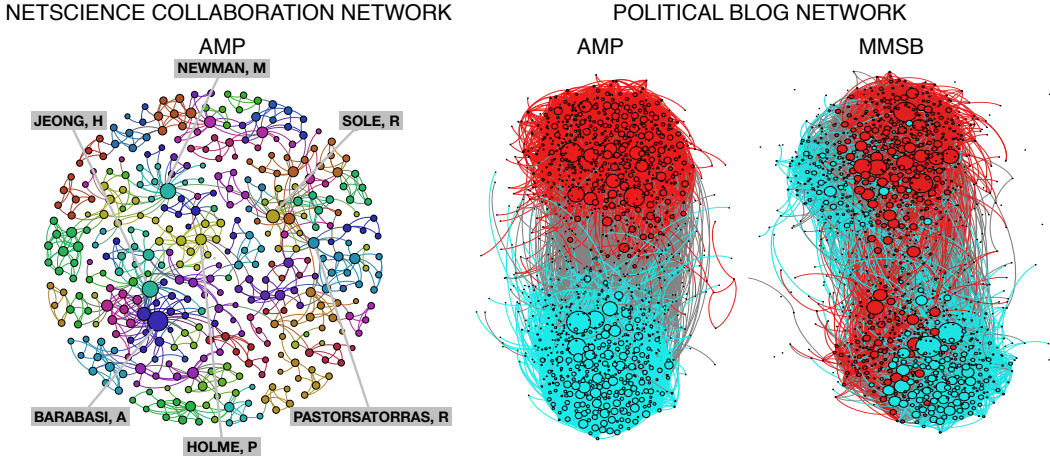 NETSCIENCE COLLABORATION NETWORK
POLITICAL BLOG NETWORK
AMP
AMP
MMSB
NEWMAN, M
JEONG, H
SOLE, R
BARABASI, A
PASTORSATORRAS, R
HOLME, P